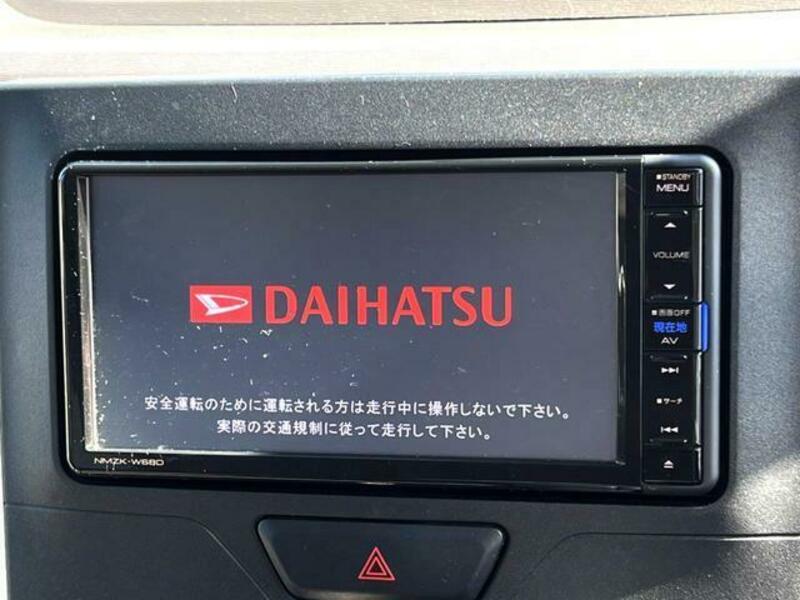 ■STANDBY
MENU
VOLUME
■画面OFF
現在地
AV
■サーチ
DAIHATSU
安全運転のために運転される方は走行中に操作しないで下さい。
実際の交通規制に従って走行して下さい。
NMZK-W68D